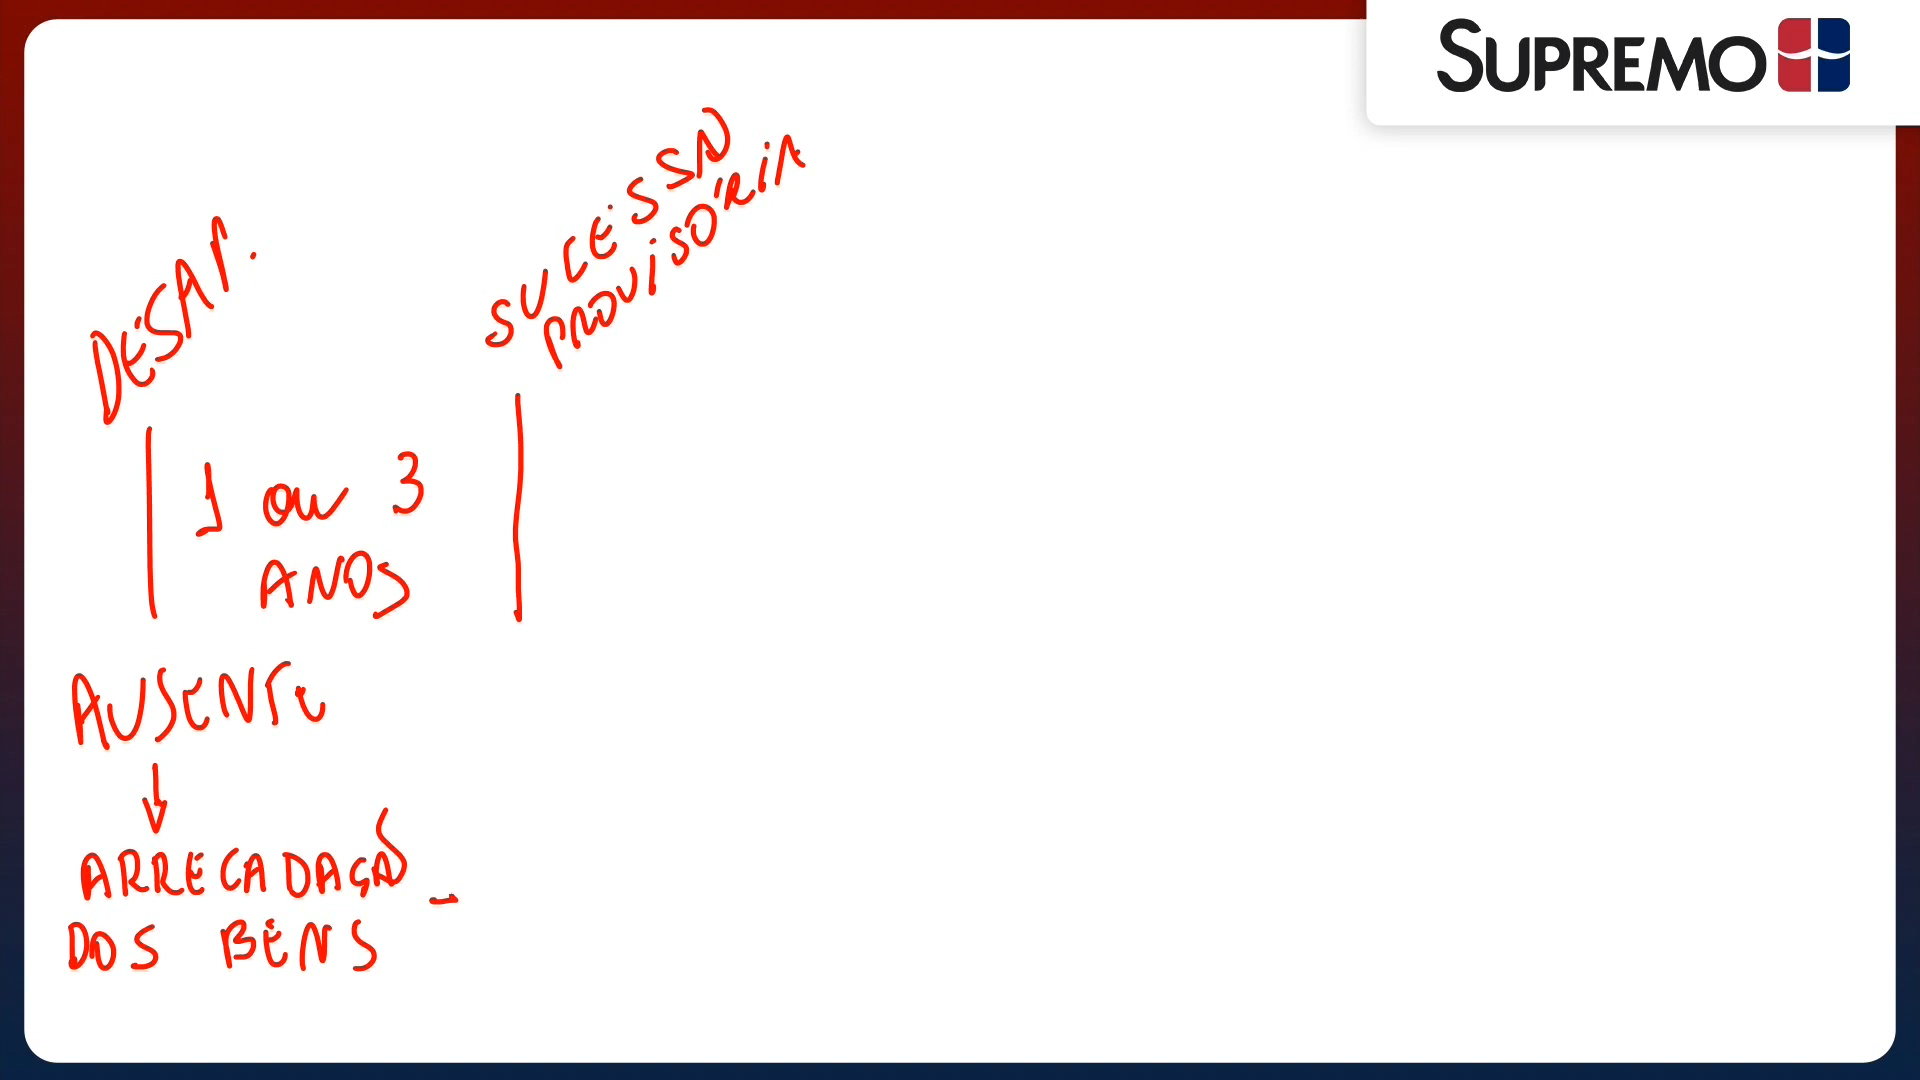 SUPREMO
DESAP.
SUCESSÃO
PROVISÓRIA
1 ou 3
ANOS
AUSENTE
ARRECADAÇÃO
DOS BENS